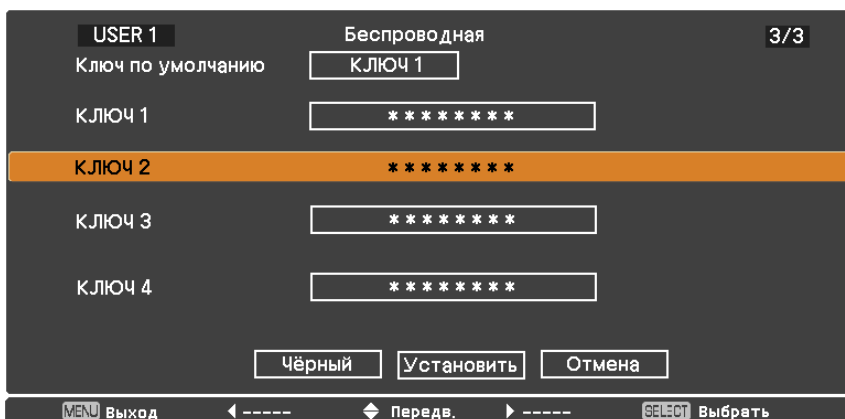 USER 1 Беспроводная 3/3
Ключ по умолчанию КЛЮЧ 1
КЛЮЧ 1 ********
КЛЮЧ 2 ********
КЛЮЧ 3 ********
КЛЮЧ 4 ********
Чёрный Установить Отмена
MENU Выход ◀ ----- ◆ Передв. ▶ ----- SELECT Выбрать